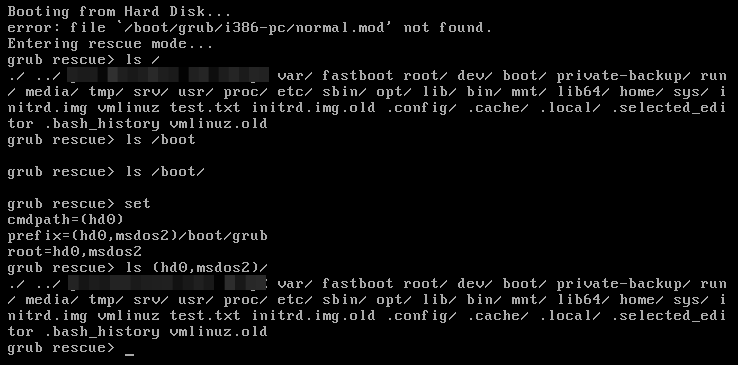 Booting from Hard Disk...
error: file `/boot/grub/i386-pc/normal.mod' not found.
Entering rescue mode...
grub rescue> ls /
./ ../ var/ fastboot root/ dev/ boot/ private-backup/ run
/ media/ tmp/ srv/ usr/ proc/ etc/ sbin/ opt/ lib/ bin/ mnt/ lib64/ home/ sys/ i
nitrd.img vmlinuz test.txt initrd.img.old .config/ .cache/ .local/ .selected_edi
tor .bash_history vmlinuz.old
grub rescue> ls /boot
grub rescue> ls /boot/
grub rescue> set
cmdpath=(hd0)
prefix=(hd0,msdos2)/boot/grub
root=hd0,msdos2
grub rescue> ls (hd0,msdos2)/
./ ../ var/ fastboot root/ dev/ boot/ private-backup/ run
/ media/ tmp/ srv/ usr/ proc/ etc/ sbin/ opt/ lib/ bin/ mnt/ lib64/ home/ sys/ i
nitrd.img vmlinuz test.txt initrd.img.old .config/ .cache/ .local/ .selected_edi
tor .bash_history vmlinuz.old
grub rescue> _